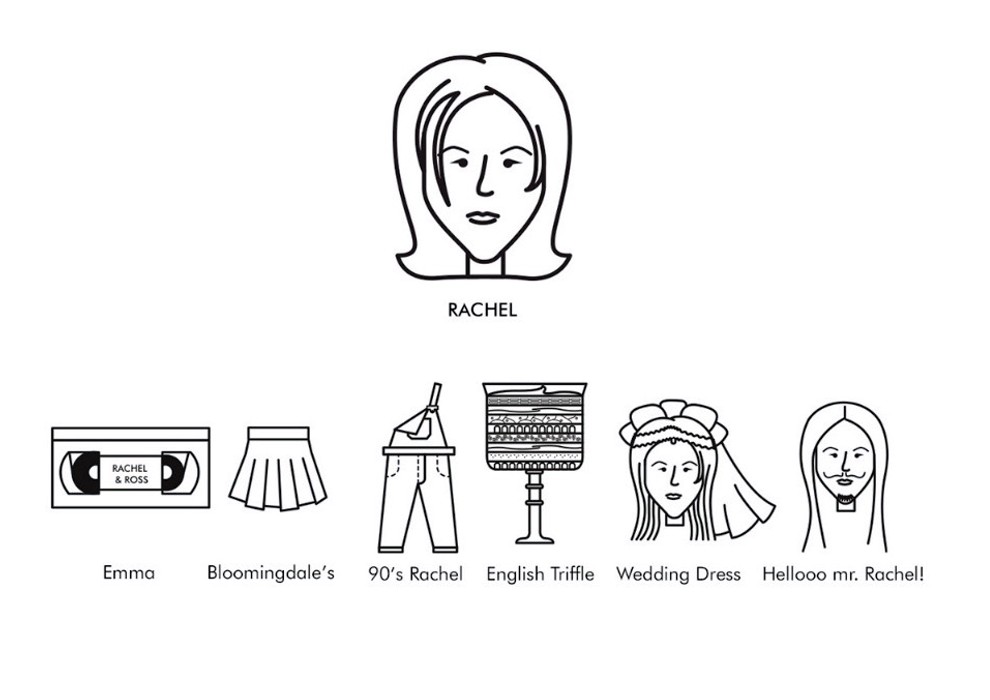 RACHEL
RACHEL
& ROSS
Emma
Bloomingdale's
90's Rachel
English Triffle
Wedding Dress
Hellooo mr. Rachel!